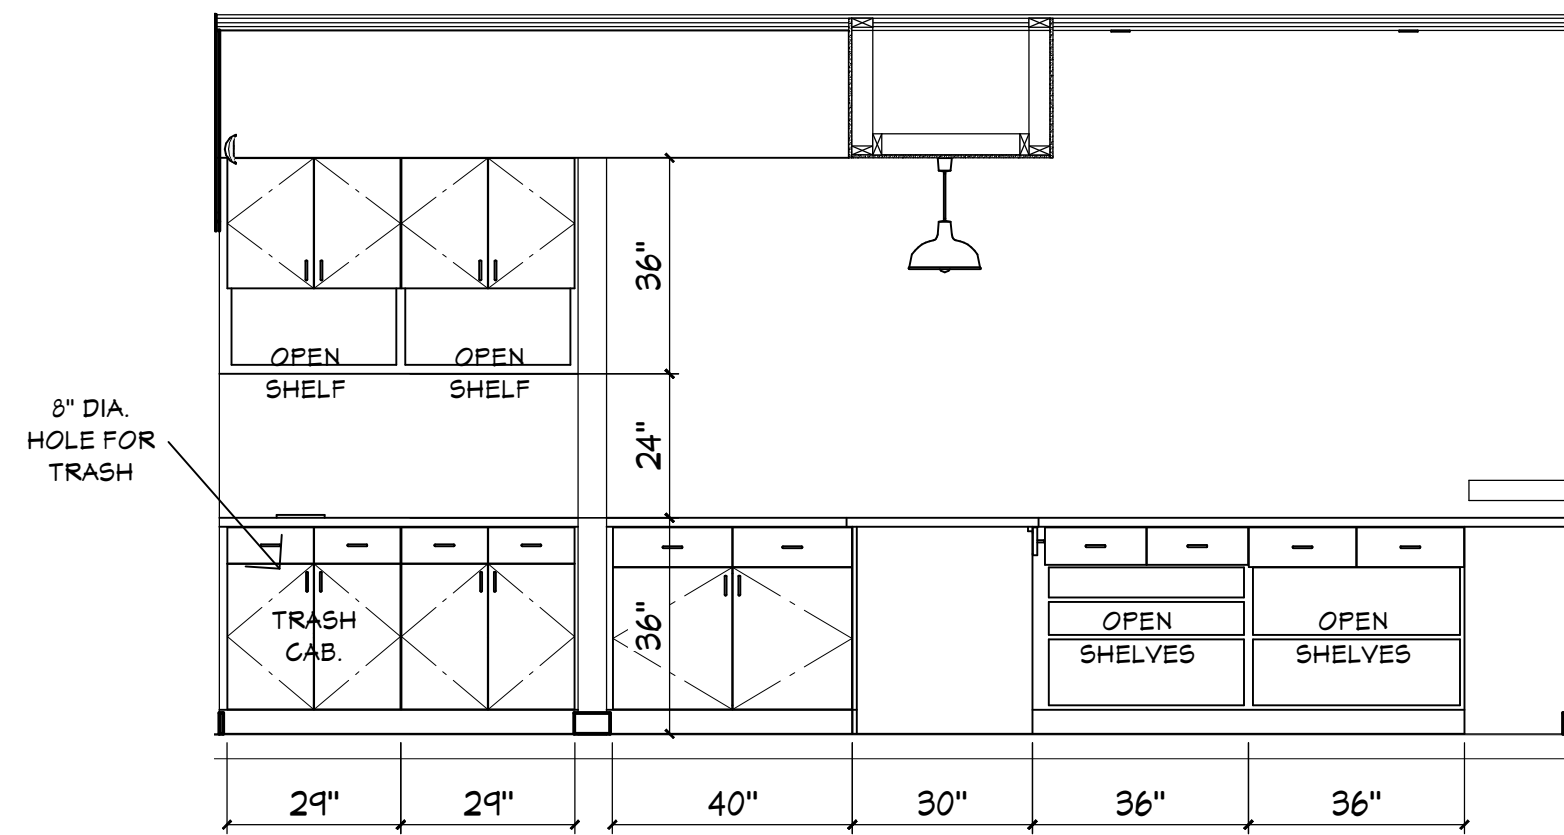 36"
OPEN
SHELF
OPEN
SHELF
8" DIA.
HOLE FOR
TRASH
24"
TRASH
CAB.
36"
OPEN
SHELVES
OPEN
SHELVES
29"
29"
40"
30"
36"
36"